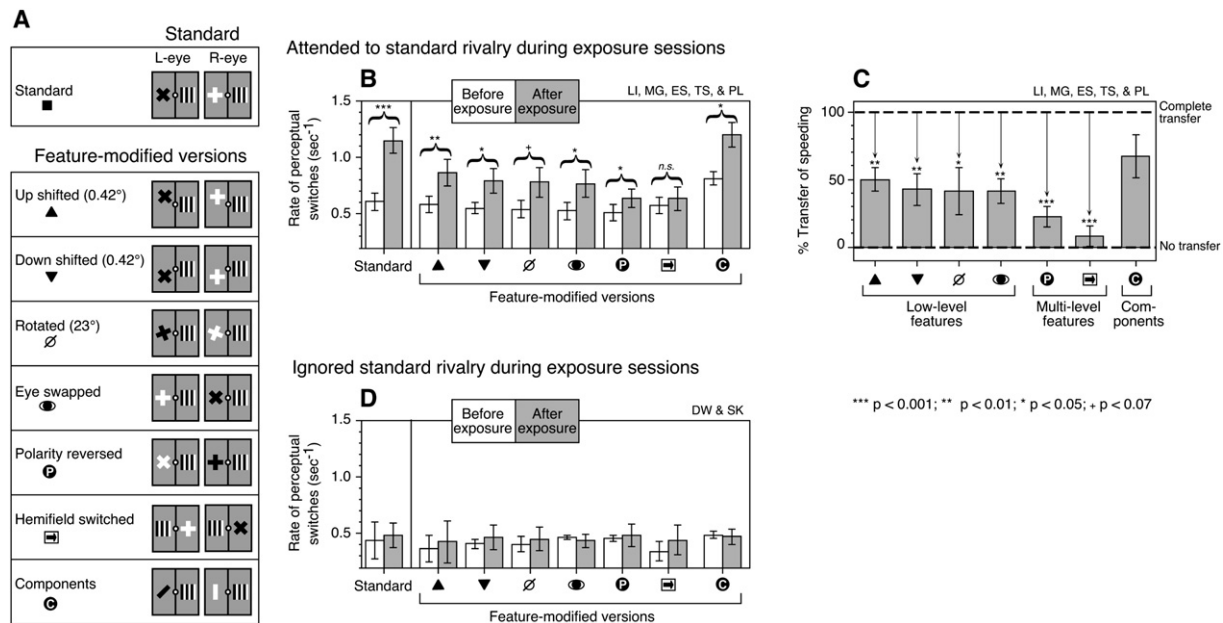 A
Standard
L-eye R-eye
Standard
Feature-modified versions
Up shifted (0.42°)
Down shifted (0.42°)
Rotated (23°)
Eye swapped
Polarity reversed
P
Hemifield switched
Components
C
Attended to standard rivalry during exposure sessions
B
Before exposure
After exposure
LI, MG, ES, TS, & PL
Rate of perceptual
switches (sec⁻¹)
1.5
1.0
0.5
***
**
*
+
*
*
n.s.
*
Standard
P
C
Feature-modified versions
C
LI, MG, ES, TS, & PL
% Transfer of speeding
100
50
0
Complete
transfer
No transfer
**
**
*
**
***
***
P
C
Low-level
features
Multi-level
features
Com-
ponents
Ignored standard rivalry during exposure sessions
D
Before exposure
After exposure
DW & SK
Rate of perceptual
switches (sec⁻¹)
1.5
1.0
0.5
Standard
P
C
Feature-modified versions
*** p < 0.001; ** p < 0.01; * p < 0.05; + p < 0.07